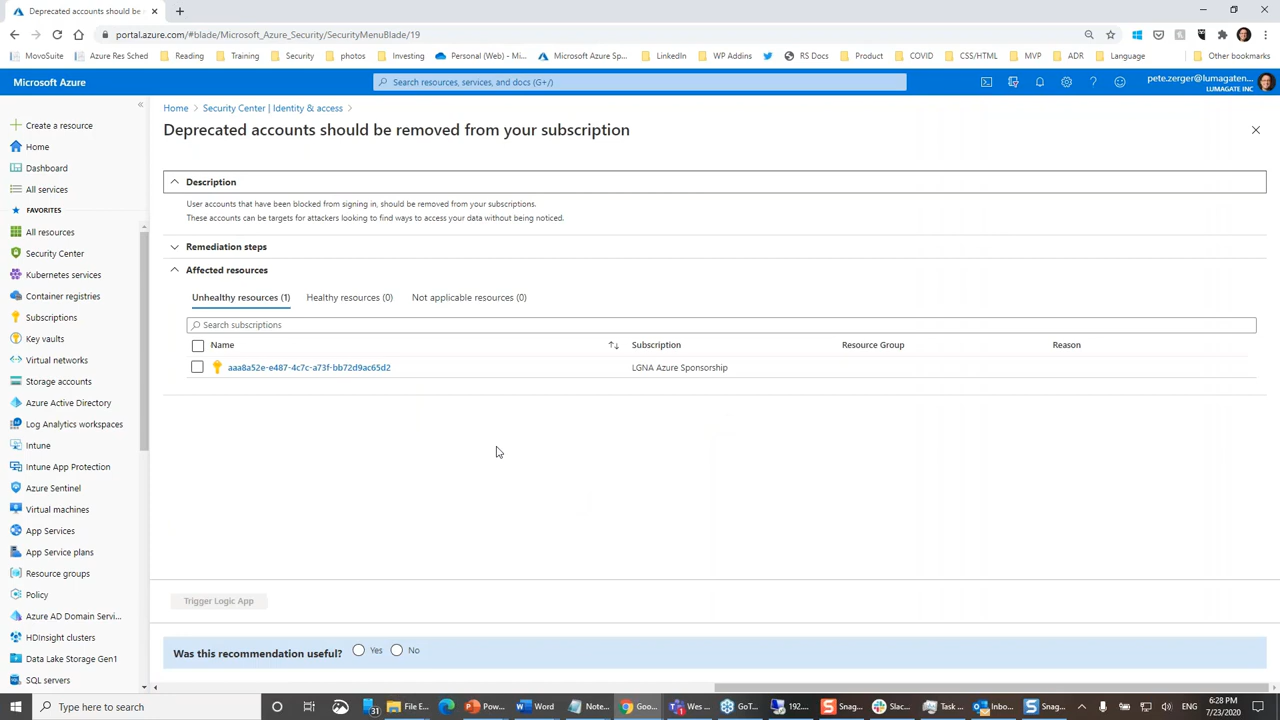 Deprecated accounts should be
portal.azure.com/#blade/Microsoft_Azure_Security/SecurityMenuBlade/19
MovoSuite
Azure Res Sched
Reading
Training
Security
photos
Investing
Personal (Web) - Mi...
Microsoft Azure Sp...
LinkedIn
WP Addins
RS Docs
Product
COVID
CSS/HTML
MVP
ADR
Language
Other bookmarks
Microsoft Azure
Search resources, services, and docs (G+/)
pete.zerger@lumagaten...
LUMAGATE INC
Home > Security Center | Identity & access >
Deprecated accounts should be removed from your subscription
Create a resource
Home
Dashboard
All services
FAVORITES
All resources
Security Center
Kubernetes services
Container registries
Subscriptions
Key vaults
Virtual networks
Storage accounts
Azure Active Directory
Log Analytics workspaces
Intune
Intune App Protection
Azure Sentinel
Virtual machines
App Services
App Service plans
Resource groups
Policy
Azure AD Domain Servi...
HDInsight clusters
Data Lake Storage Gen1
SQL servers
Description
User accounts that have been blocked from signing in, should be removed from your subscriptions.
These accounts can be targets for attackers looking to find ways to access your data without being noticed.
Remediation steps
Affected resources
Unhealthy resources (1)
Healthy resources (0)
Not applicable resources (0)
Search subscriptions
Name
Subscription
Resource Group
Reason
aaa8a52e-e487-4c7c-a73f-bb72d9ac65d2
LGNA Azure Sponsorship
Trigger Logic App
Was this recommendation useful?
Yes
No
Type here to search
31
File E...
Pow...
Word
Note...
Goo...
Wes ...
GoT...
192....
Snag...
Slac...
Task ...
Inbo...
Snag...
6:28 PM
7/23/2020